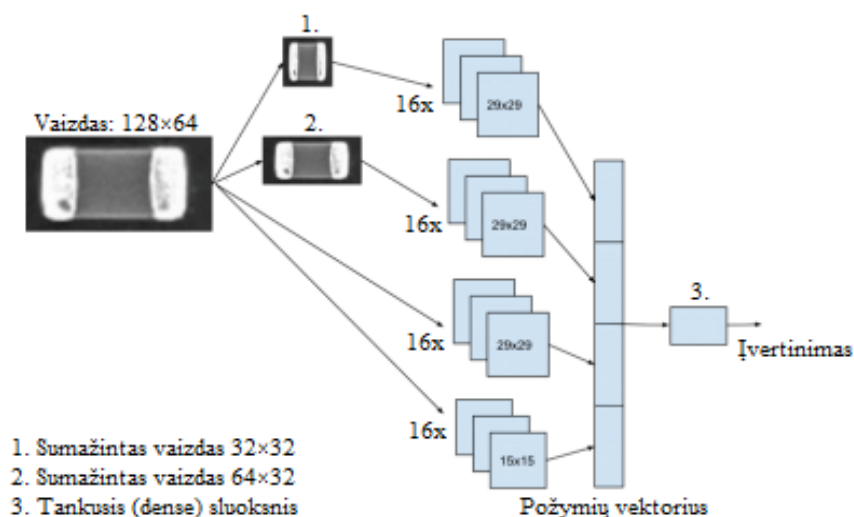 1.
16x
29x29
Vaizdas: 128×64
2.
16x
29x29
3.
16x
29x29
Įvertinimas
16x
15x15
1. Sumažintas vaizdas 32×32
2. Sumažintas vaizdas 64×32
3. Tankusis (dense) sluoksnis
Požymių vektorius